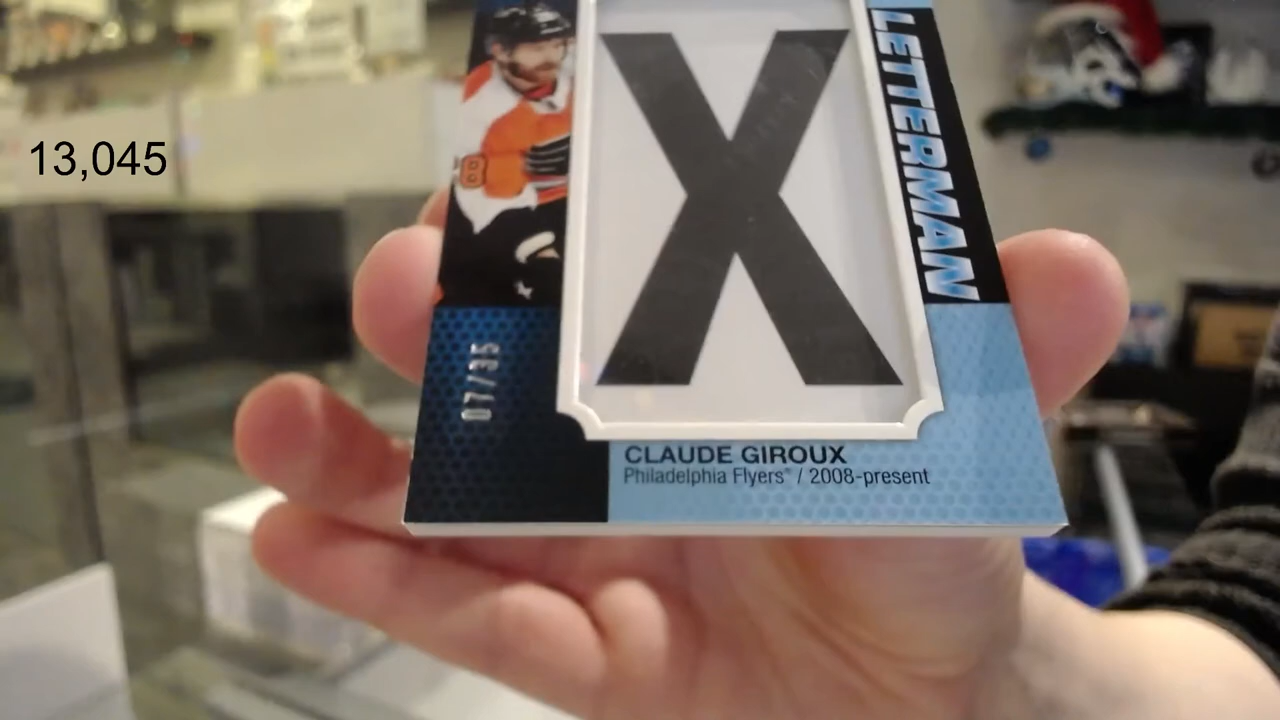 13,045
X
LETTERMAN
07/35
CLAUDE GIROUX
Philadelphia Flyers® / 2008-present